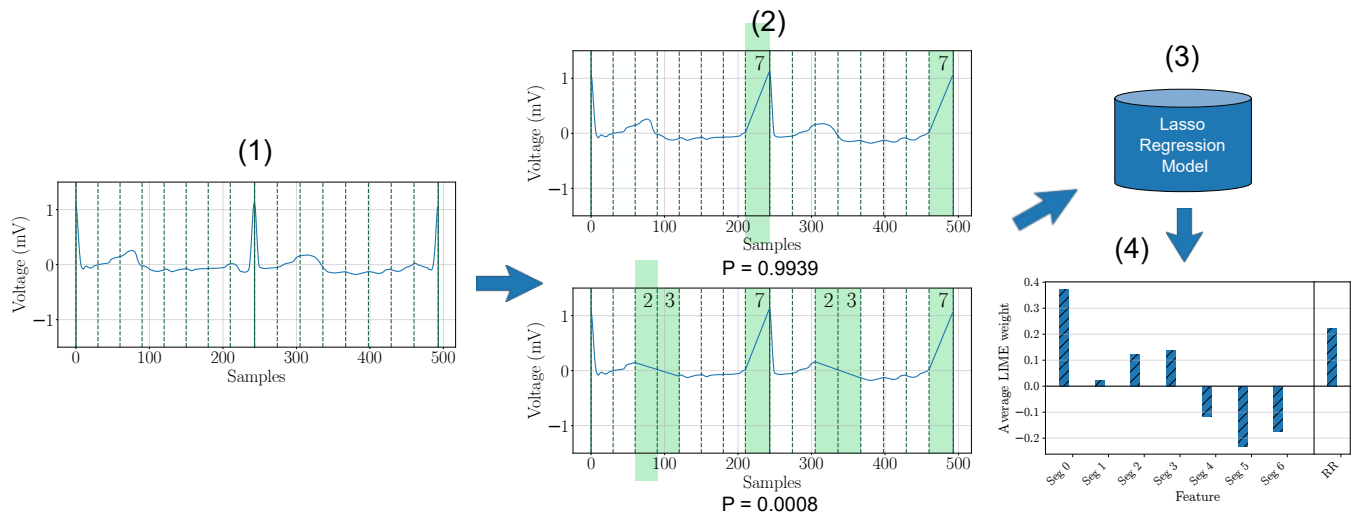 (1)
Voltage (mV)
1
0
−1
0
100
200
300
400
500
Samples
(2)
7
7
Voltage (mV)
1
0
−1
0
100
200
300
400
500
Samples
P = 0.9939
2 3
7
2 3
7
Voltage (mV)
1
0
−1
0
100
200
300
400
500
Samples
P = 0.0008
(3)
Lasso
Regression
Model
(4)
Average LIME weight
0.4
0.3
0.2
0.1
0.0
−0.1
−0.2
Seg 0
Seg 1
Seg 2
Seg 3
Seg 4
Seg 5
Seg 6
RR
Feature